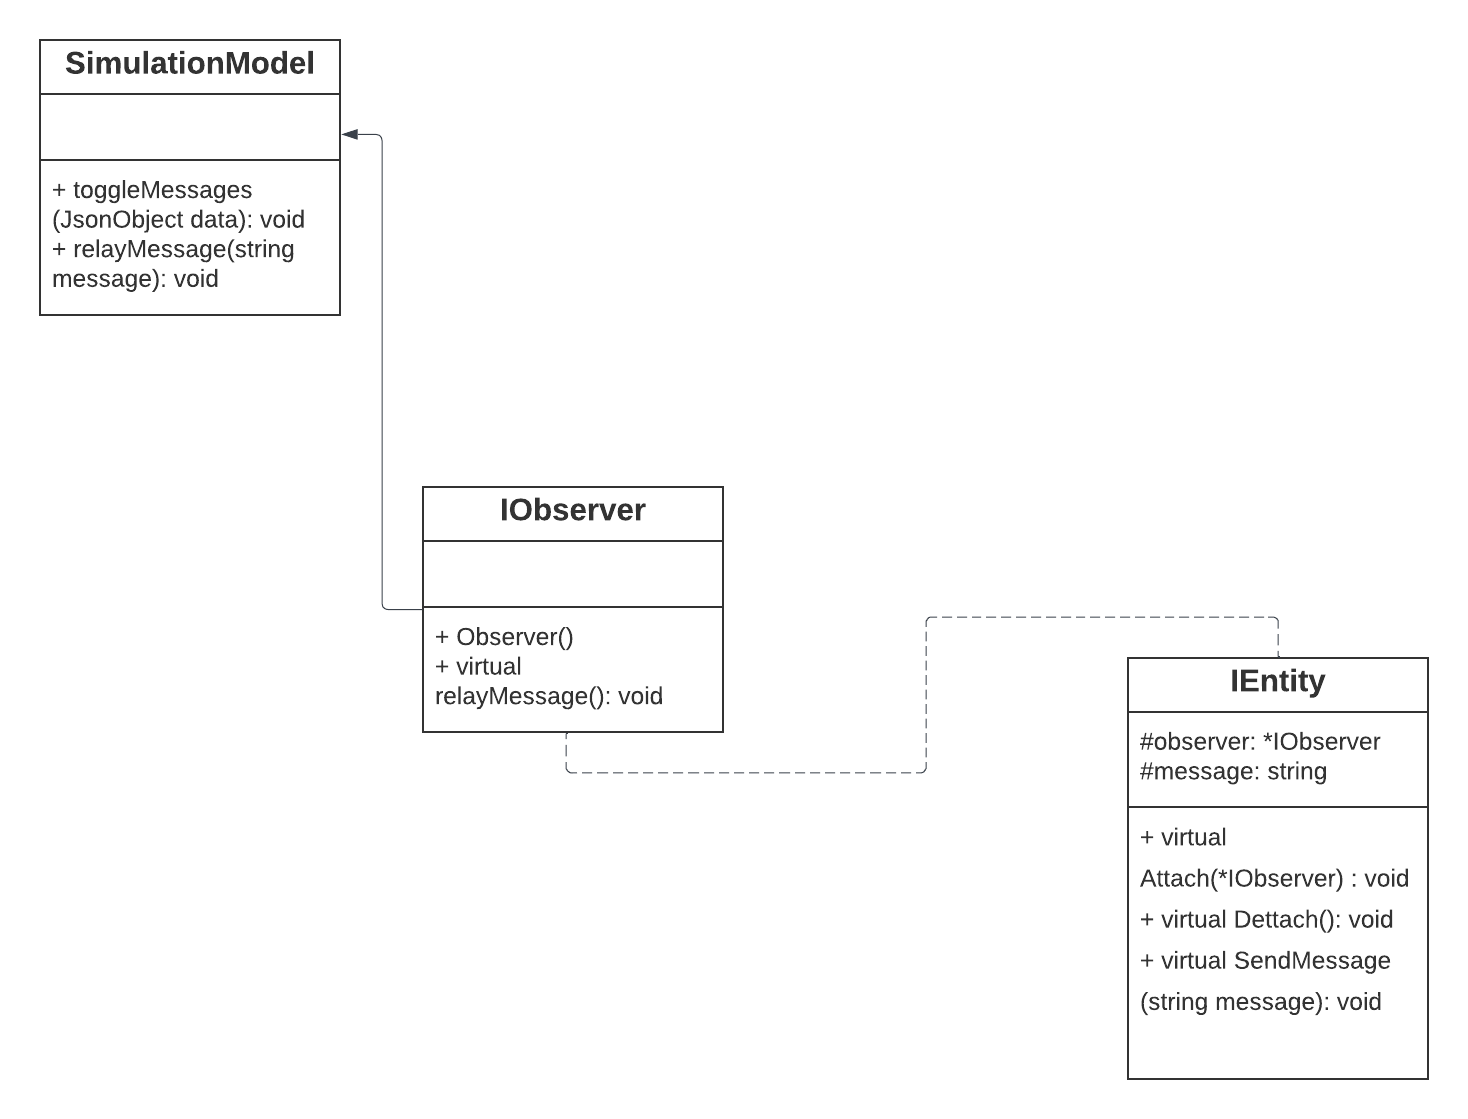 SimulationModel
+ toggleMessages
(JsonObject data): void
+ relayMessage(string
message): void
IObserver
+ Observer()
+ virtual
relayMessage(): void
IEntity
#observer: *IObserver
#message: string
+ virtual
Attach(*IObserver) : void
+ virtual Dettach(): void
+ virtual SendMessage
(string message): void